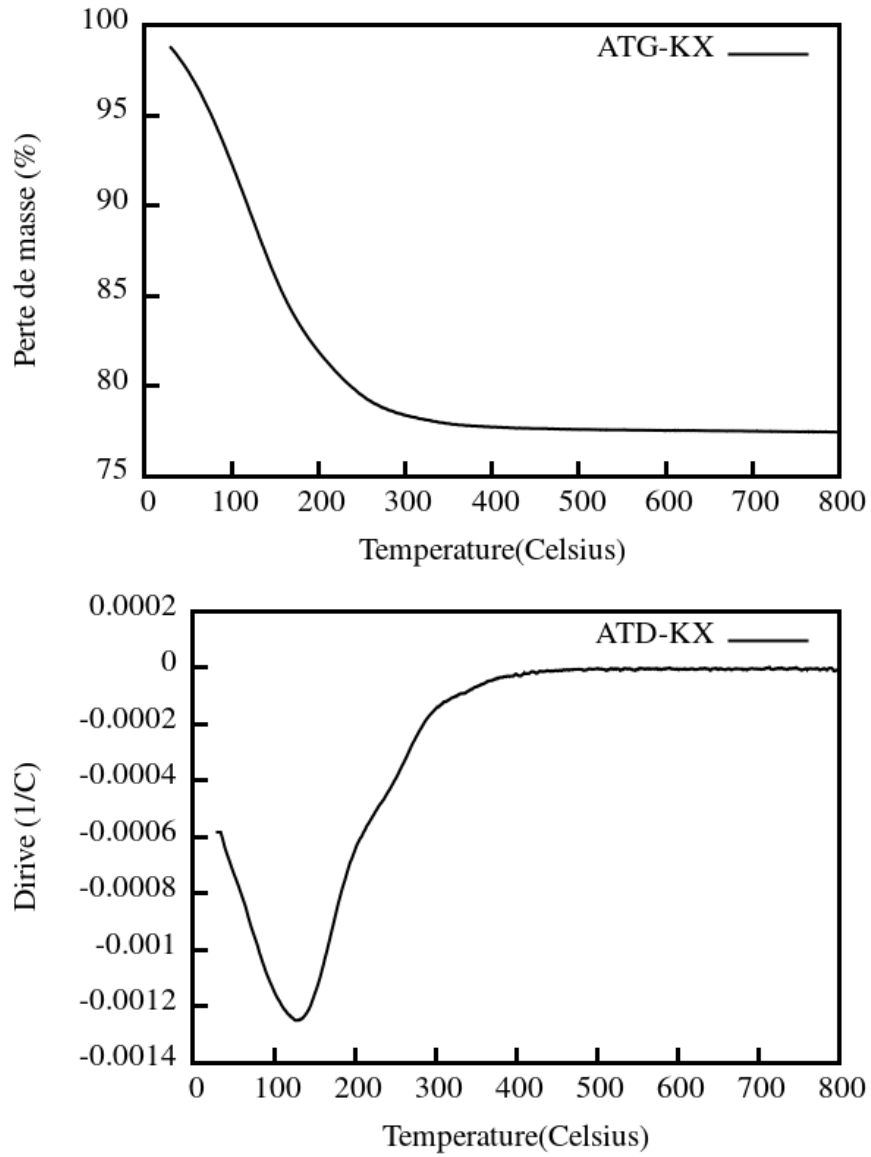 100
ATG-KX
95
90
85
80
75
Perte de masse (%)
0 100 200 300 400 500 600 700 800
Temperature(Celsius)
0.0002
ATD-KX
0
-0.0002
-0.0004
-0.0006
-0.0008
-0.001
-0.0012
-0.0014
Dirive (1/C)
0 100 200 300 400 500 600 700 800
Temperature(Celsius)